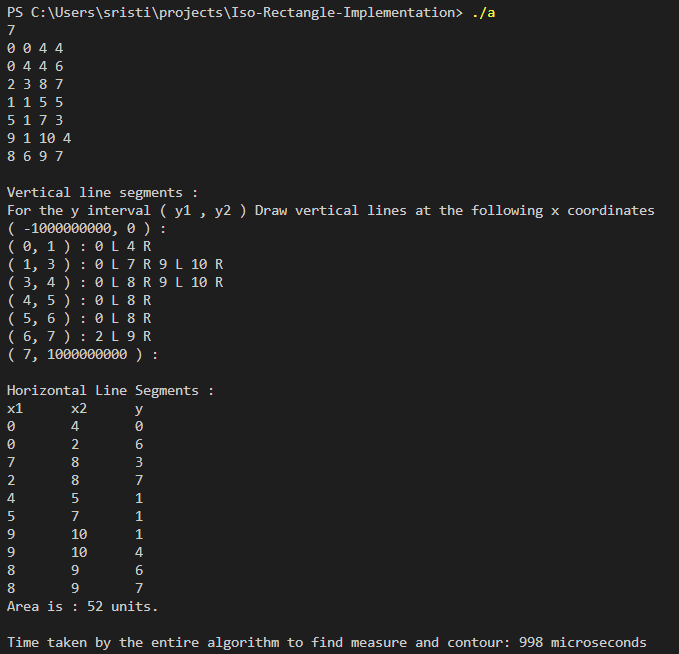 PS C:\Users\sristi\projects\Iso-Rectangle-Implementation> ./a
7
0 0 4 4
0 4 4 6
2 3 8 7
1 1 5 5
5 1 7 3
9 1 10 4
8 6 9 7
Vertical line segments :
For the y interval ( y1 , y2 ) Draw vertical lines at the following x coordinates
( -1000000000, 0 ) :
( 0, 1 ) : 0 L 4 R
( 1, 3 ) : 0 L 7 R 9 L 10 R
( 3, 4 ) : 0 L 8 R 9 L 10 R
( 4, 5 ) : 0 L 8 R
( 5, 6 ) : 0 L 8 R
( 6, 7 ) : 2 L 9 R
( 7, 1000000000 ) :
Horizontal Line Segments :
x1 x2 y
0 4 0
0 2 6
7 8 3
2 8 7
4 5 1
5 7 1
9 10 1
9 10 4
8 9 6
8 9 7
Area is : 52 units.
Time taken by the entire algorithm to find measure and contour: 998 microseconds